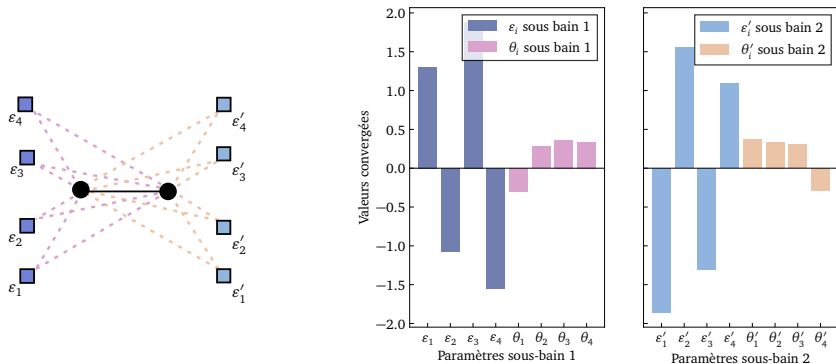 ε₄
ε₃
ε₂
ε₁
ε′₄
ε′₃
ε′₂
ε′₁
Valeurs convergées
2.0
1.5
1.0
0.5
0.0
−0.5
−1.0
−1.5
−2.0
εᵢ sous bain 1
θᵢ sous bain 1
ε₁ ε₂ ε₃ ε₄ θ₁ θ₂ θ₃ θ₄
Paramètres sous-bain 1
ε′ᵢ sous bain 2
θ′ᵢ sous bain 2
ε′₁ ε′₂ ε′₃ ε′₄ θ′₁ θ′₂ θ′₃ θ′₄
Paramètres sous-bain 2